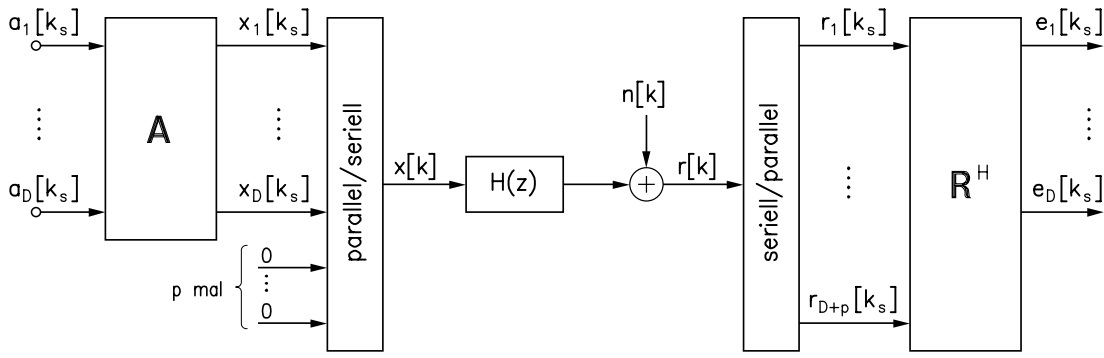 a₁[kₛ]
x₁[kₛ]
r₁[kₛ]
e₁[kₛ]
A
n[k]
parallel/seriell
x[k]
H(z)
+
r[k]
seriell/parallel
R^H
a_D[kₛ]
x_D[kₛ]
e_D[kₛ]
0
p mal
0
r_{D+p}[kₛ]